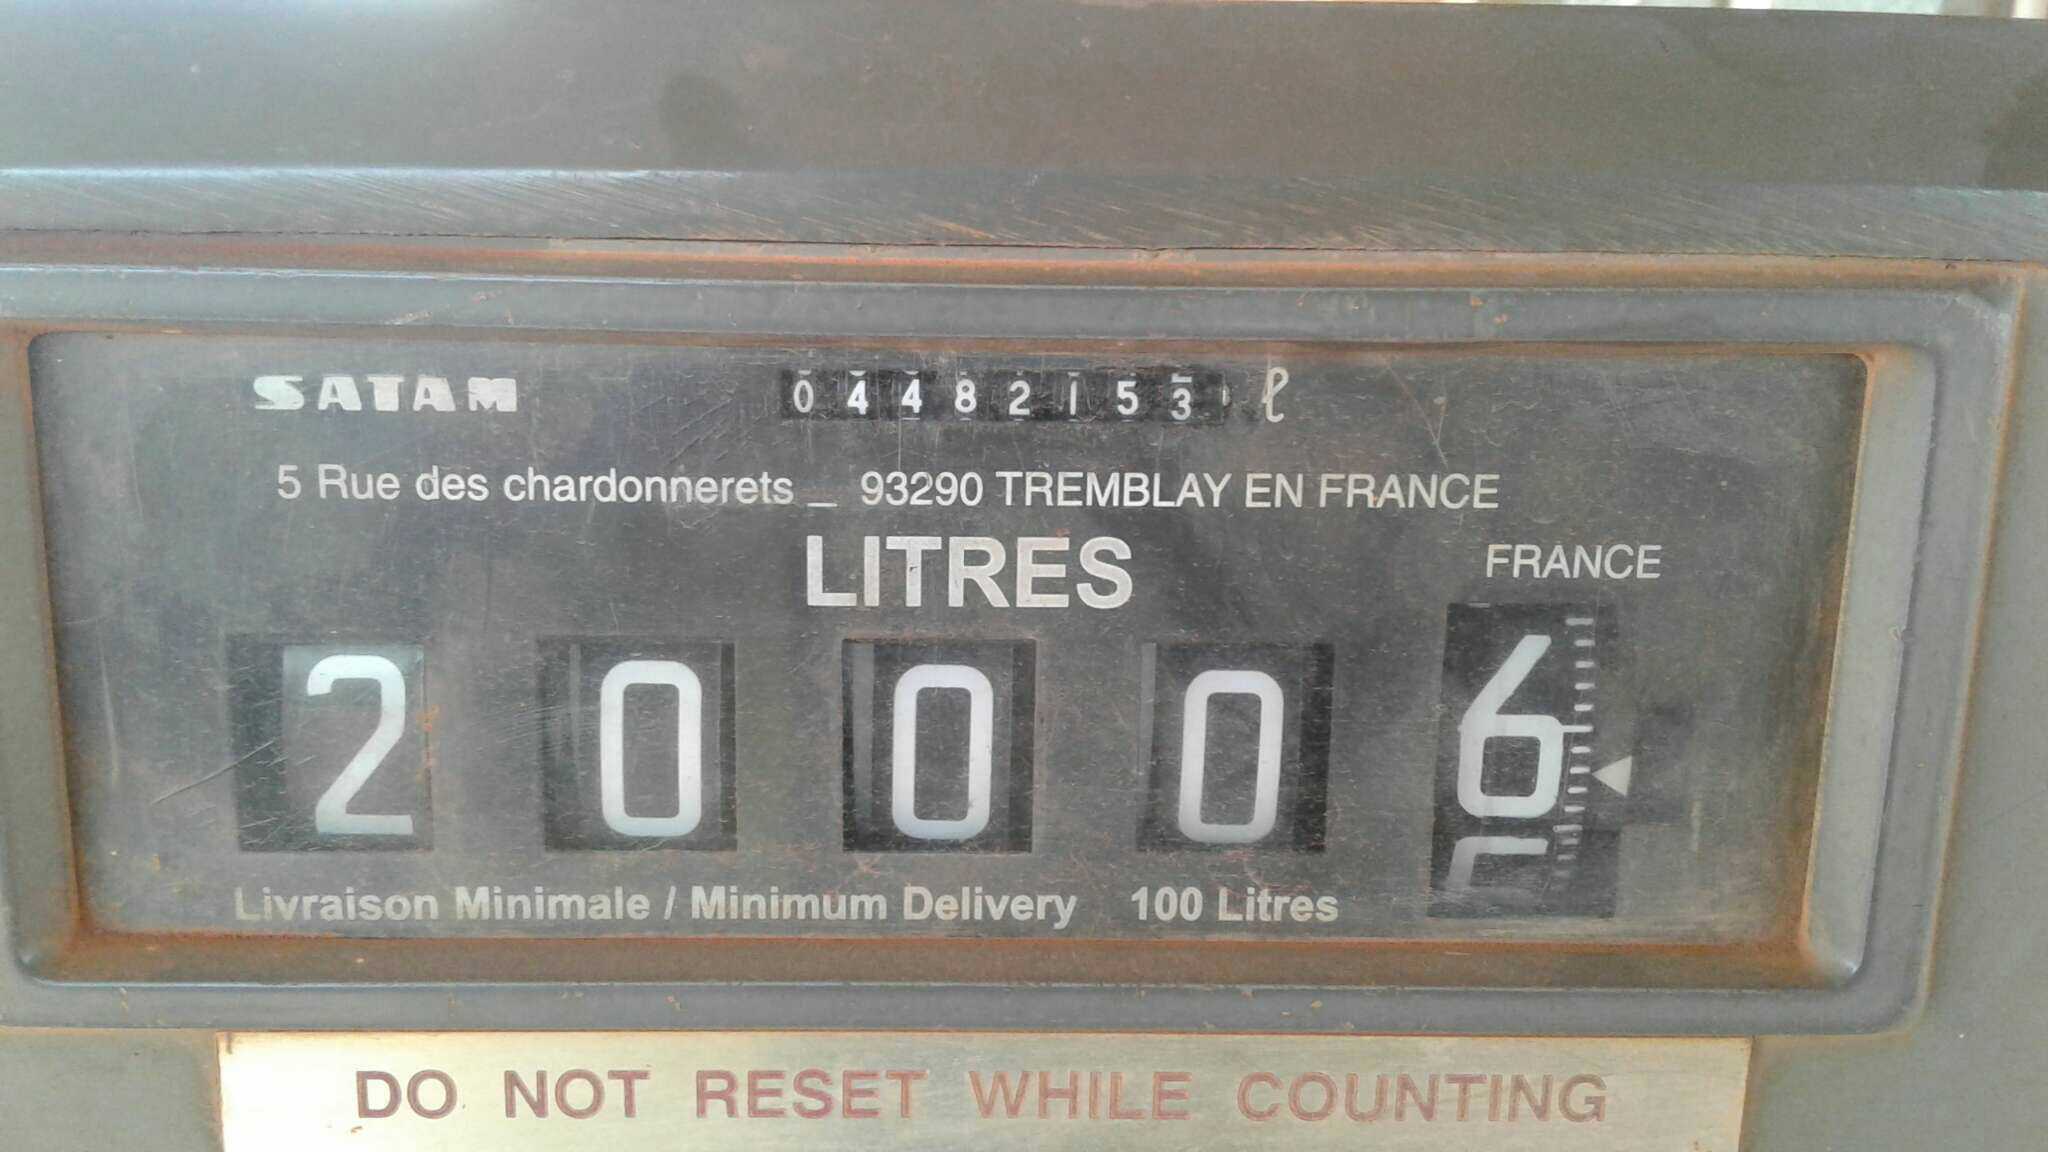 SATAM 04482153 ℓ
5 Rue des chardonnerets _ 93290 TREMBLAY EN FRANCE
LITRES
FRANCE
2 0 0 0 6
Livraison Minimale / Minimum Delivery 100 Litres
DO NOT RESET WHILE COUNTING